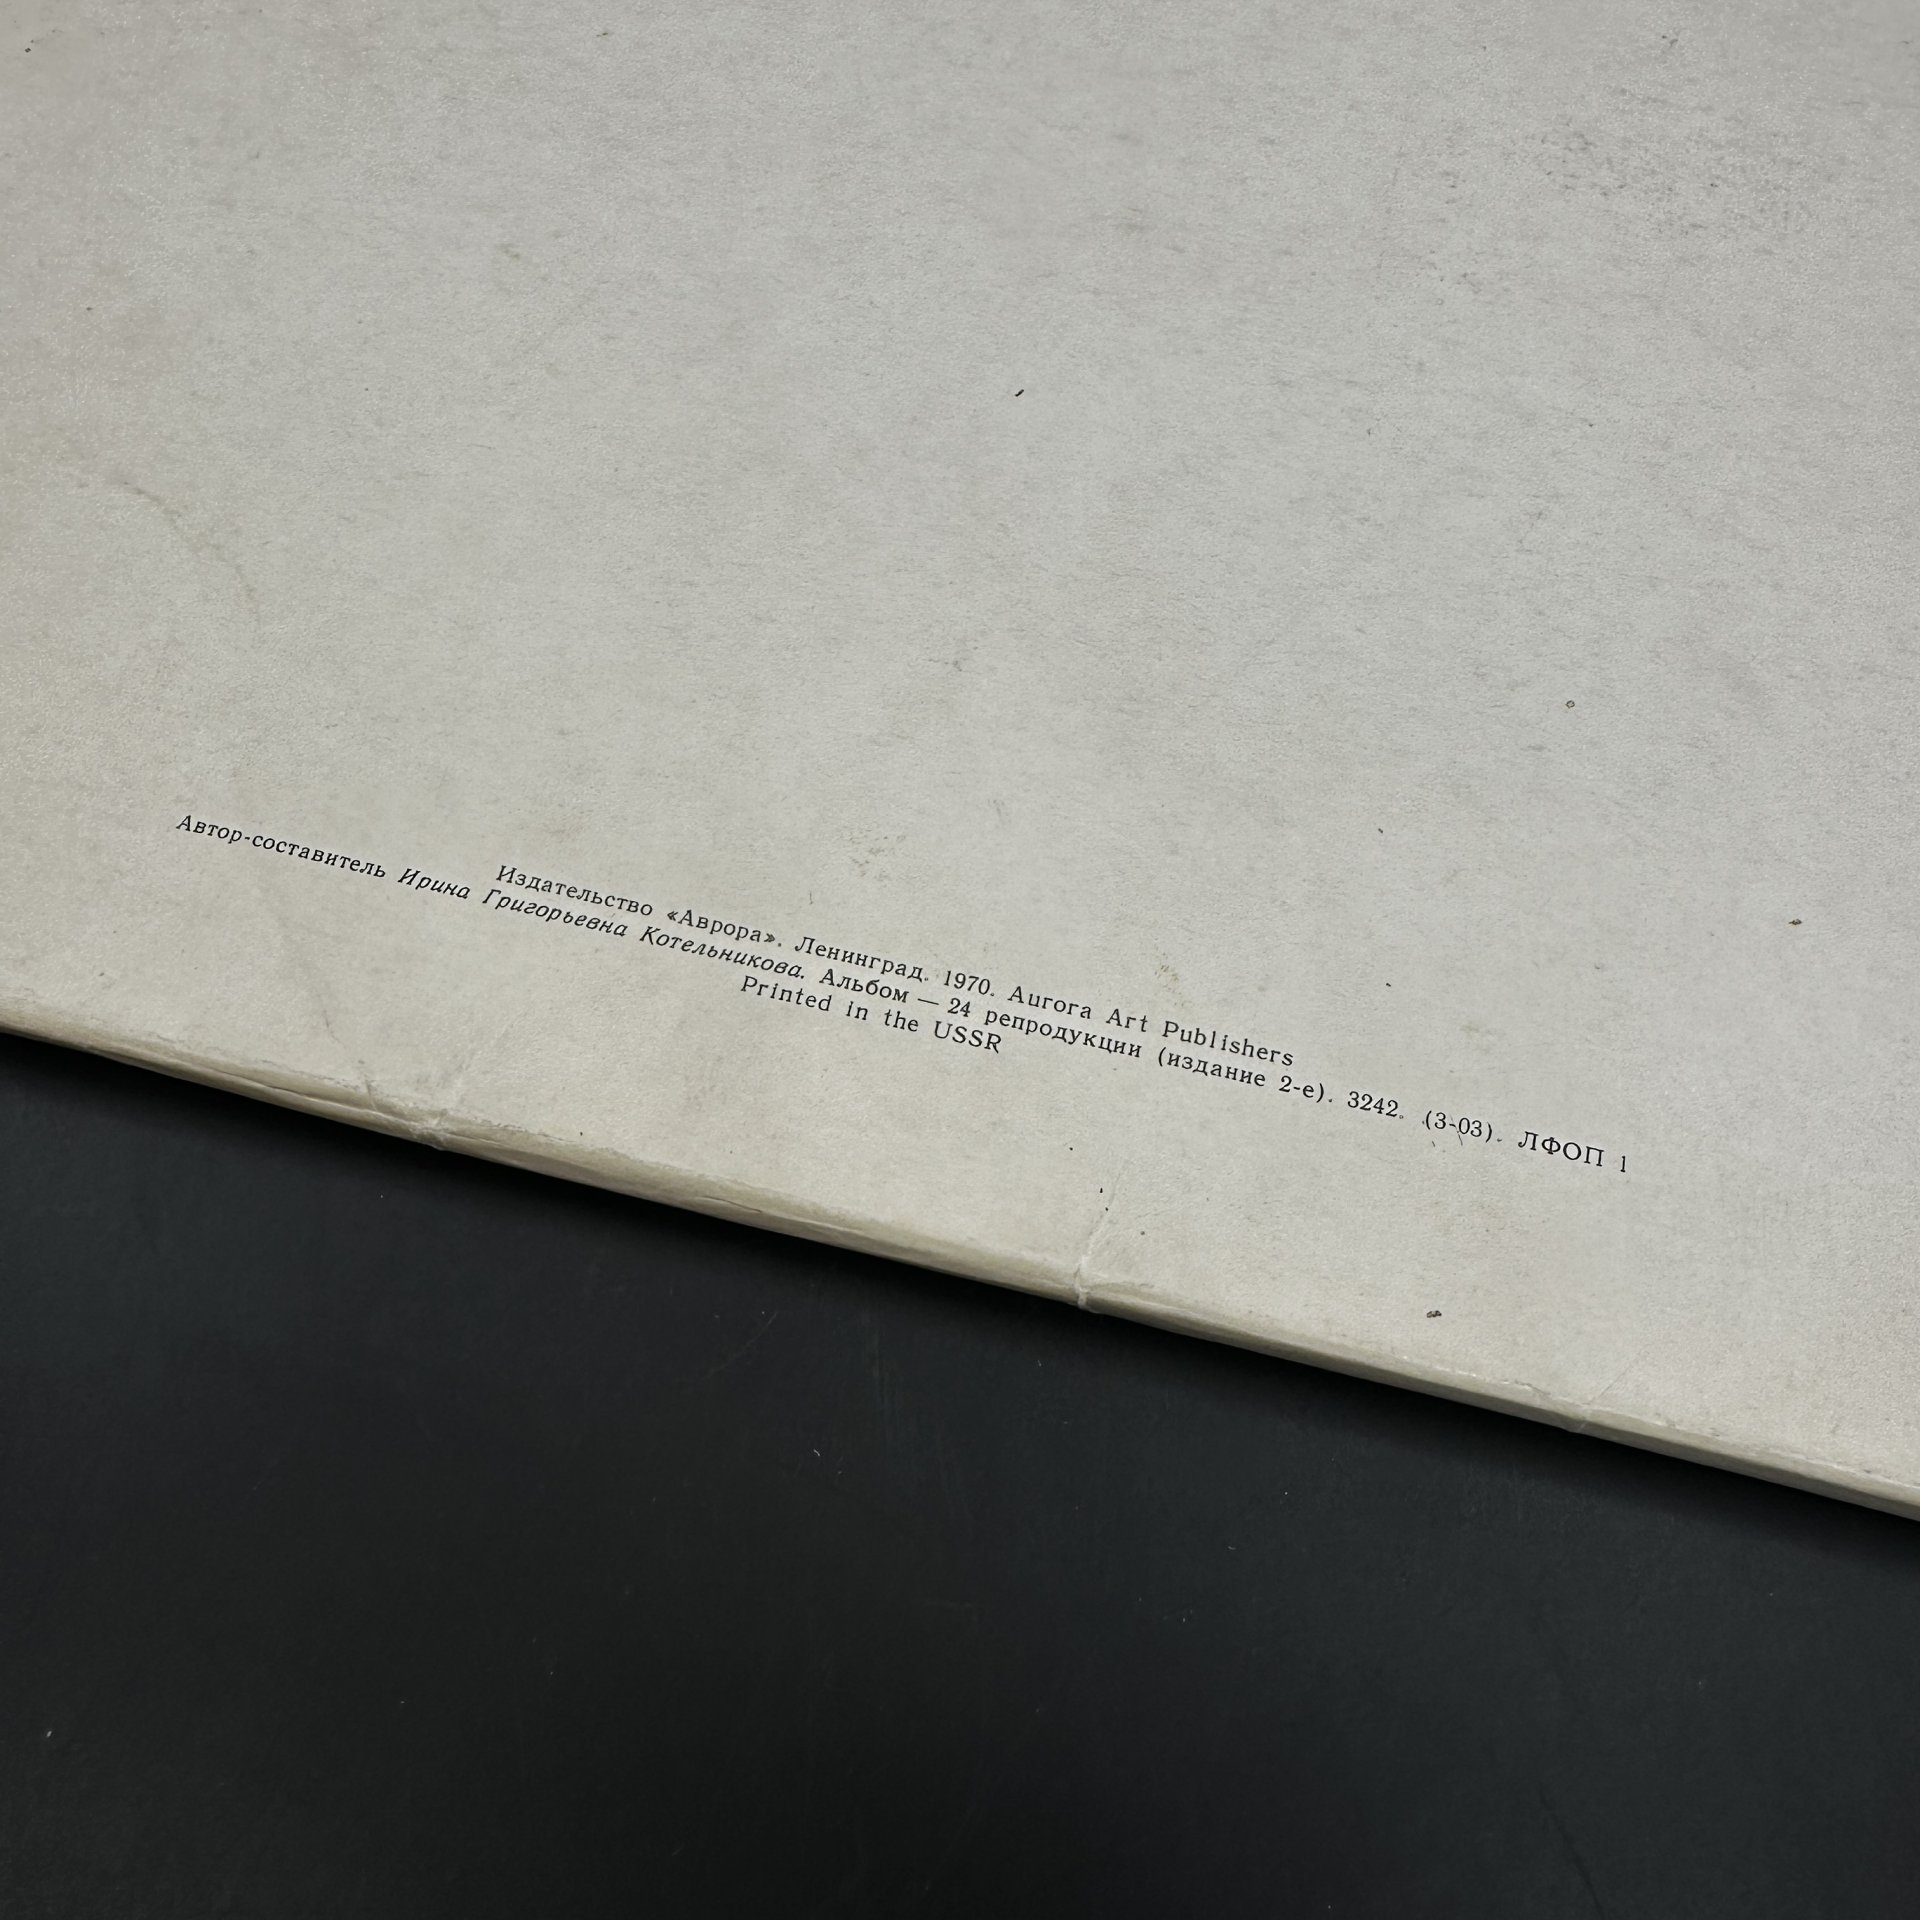 Издательство «Аврора». Ленинград. 1970. Aurora Art Publishers
Автор-составитель Ирина Григорьевна Котельникова. Альбом — 24 репродукции (издание 2-е). 3242. (3-03). ЛФОП 1
Printed in the USSR